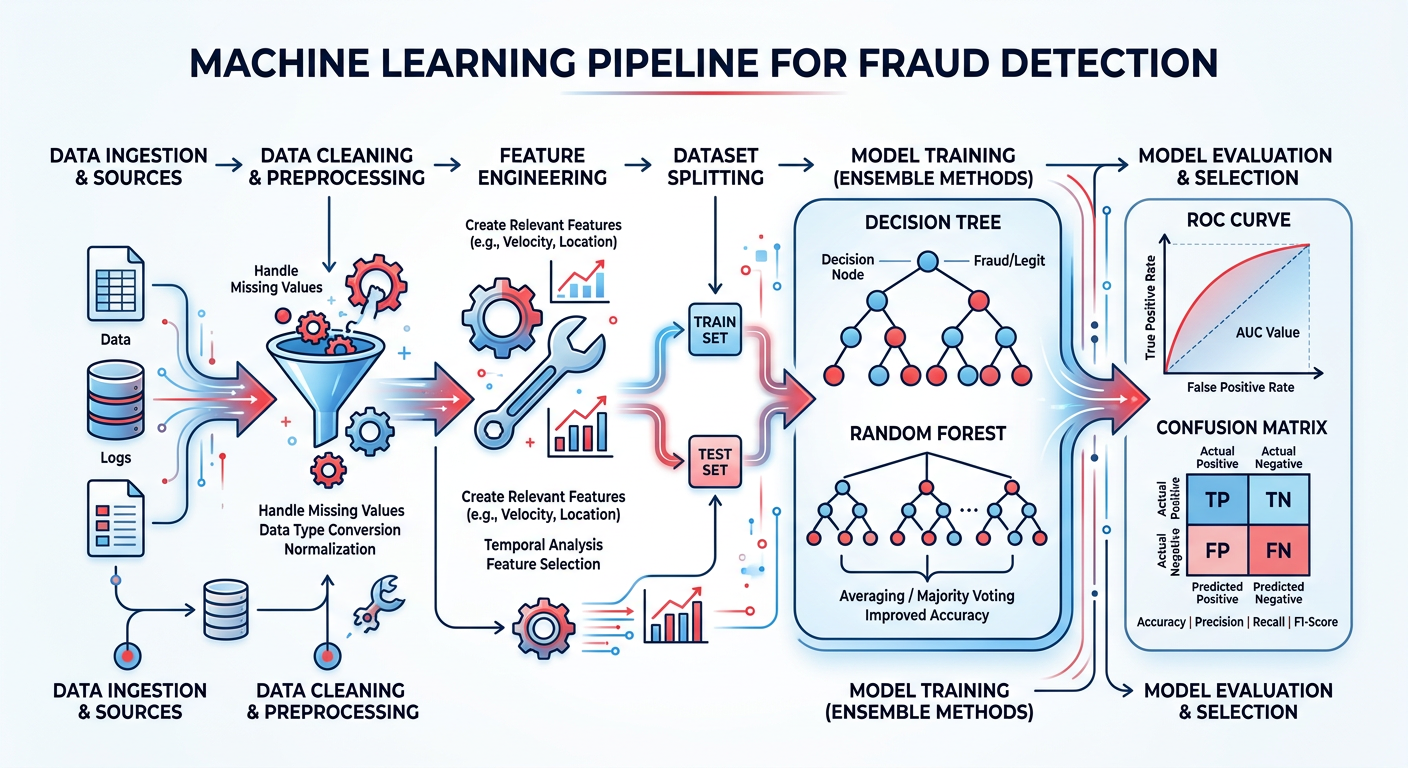 MACHINE LEARNING PIPELINE FOR FRAUD DETECTION
DATA INGESTION
& SOURCES
DATA CLEANING
& PREPROCESSING
FEATURE
ENGINEERING
DATASET
SPLITTING
MODEL TRAINING
(ENSEMBLE METHODS)
MODEL EVALUATION
& SELECTION
Data
Logs
Handle
Missing Values
Handle Missing Values
Data Type Conversion
Normalization
Create Relevant Features
(e.g., Velocity, Location)
Create Relevant Features
(e.g., Velocity, Location)
Temporal Analysis
Feature Selection
TRAIN
SET
TEST
SET
DECISION TREE
Decision
Node
Fraud/Legit
RANDOM FOREST
...
Averaging / Majority Voting
Improved Accuracy
ROC CURVE
True Positive Rate
AUC Value
False Positive Rate
CONFUSION MATRIX
Actual
Positive
Actual
Negative
Actual
Positive
TP
TN
Actual
Negative
FP
FN
Predicted
Positive
Predicted
Negative
Accuracy | Precision | Recall | FI-Score
DATA INGESTION
& SOURCES
DATA CLEANING
& PREPROCESSING
MODEL TRAINING
(ENSEMBLE METHODS)
MODEL EVALUATION
& SELECTION